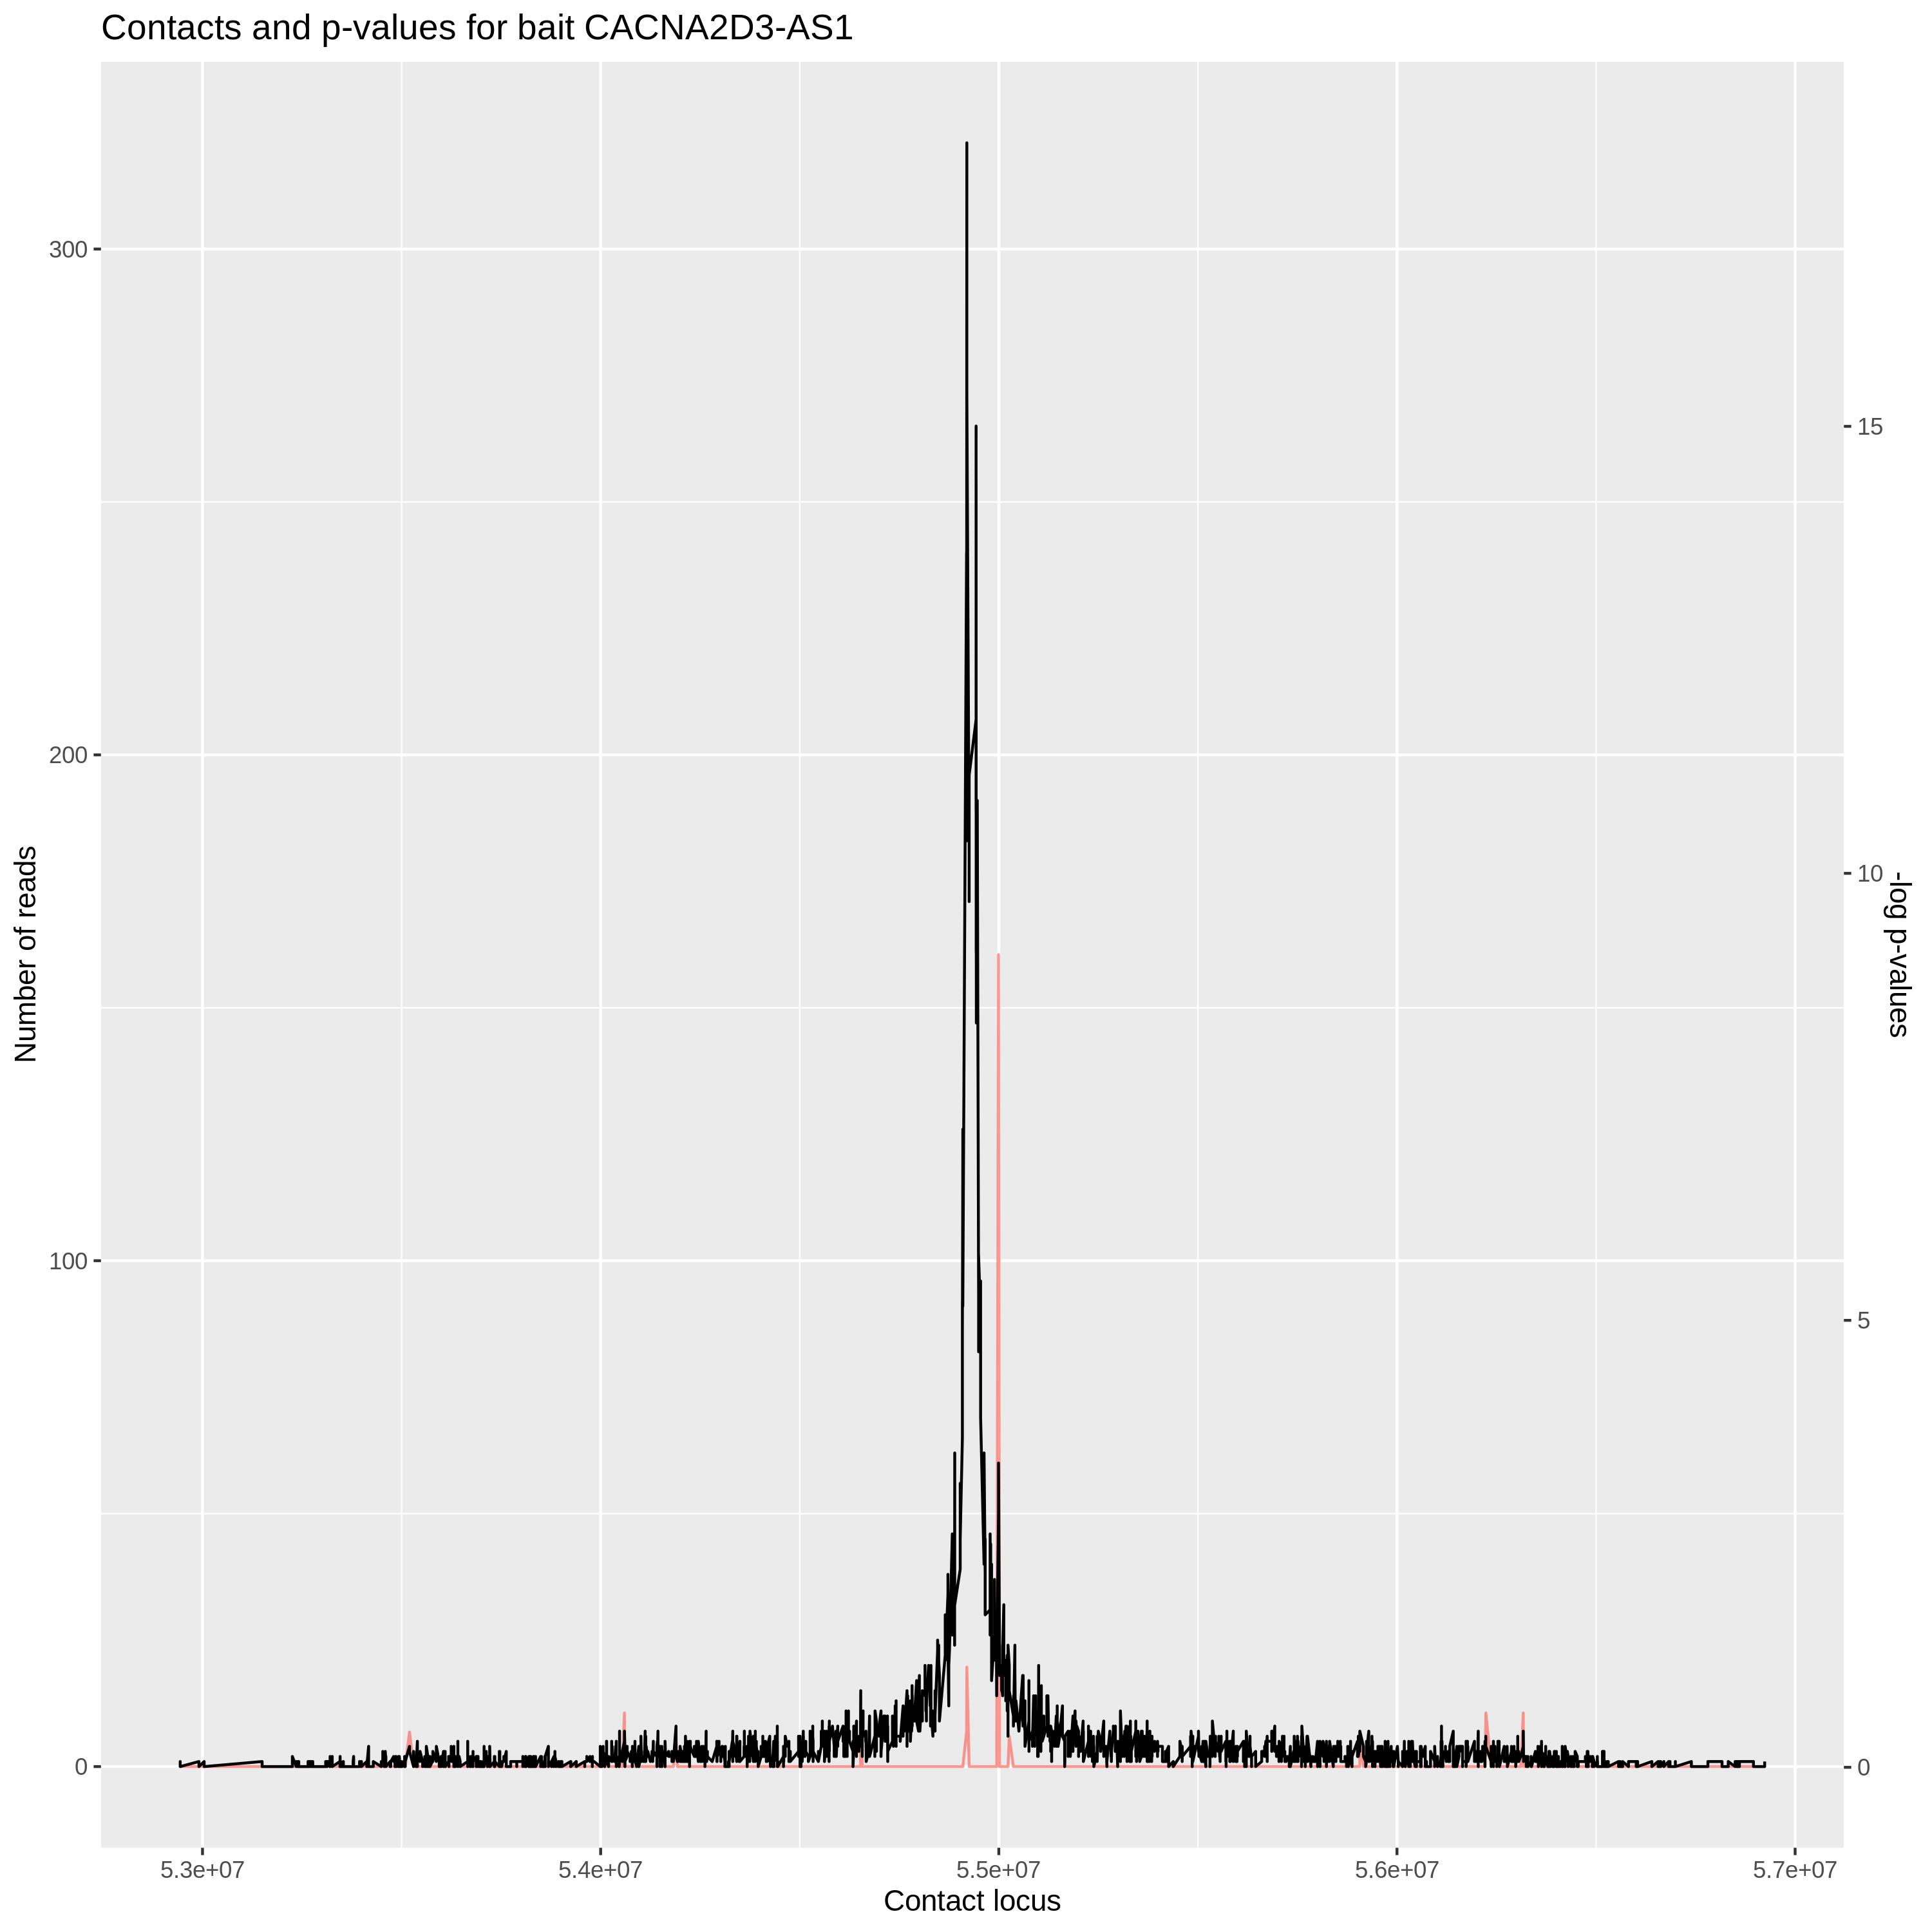 Contacts and p-values for bait CACNA2D3-AS1
300
200
100
0
Number of reads
15
10
5
0
-log p-values
5.3e+07 5.4e+07 5.5e+07 5.6e+07 5.7e+07
Contact locus